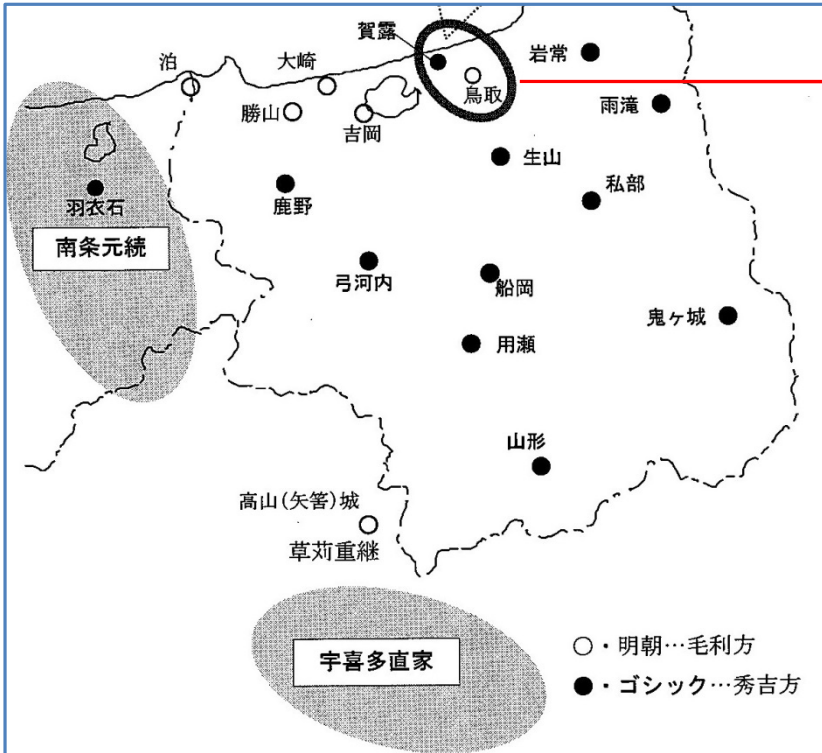 賀露
岩常
泊
大崎
鳥取
雨滝
勝山
吉岡
生山
私部
羽衣石
鹿野
南条元続
弓河内
船岡
鬼ヶ城
用瀬
山形
高山(矢筈)城
草苅重継
宇喜多直家
○・明朝…毛利方
●・ゴシック…秀吉方